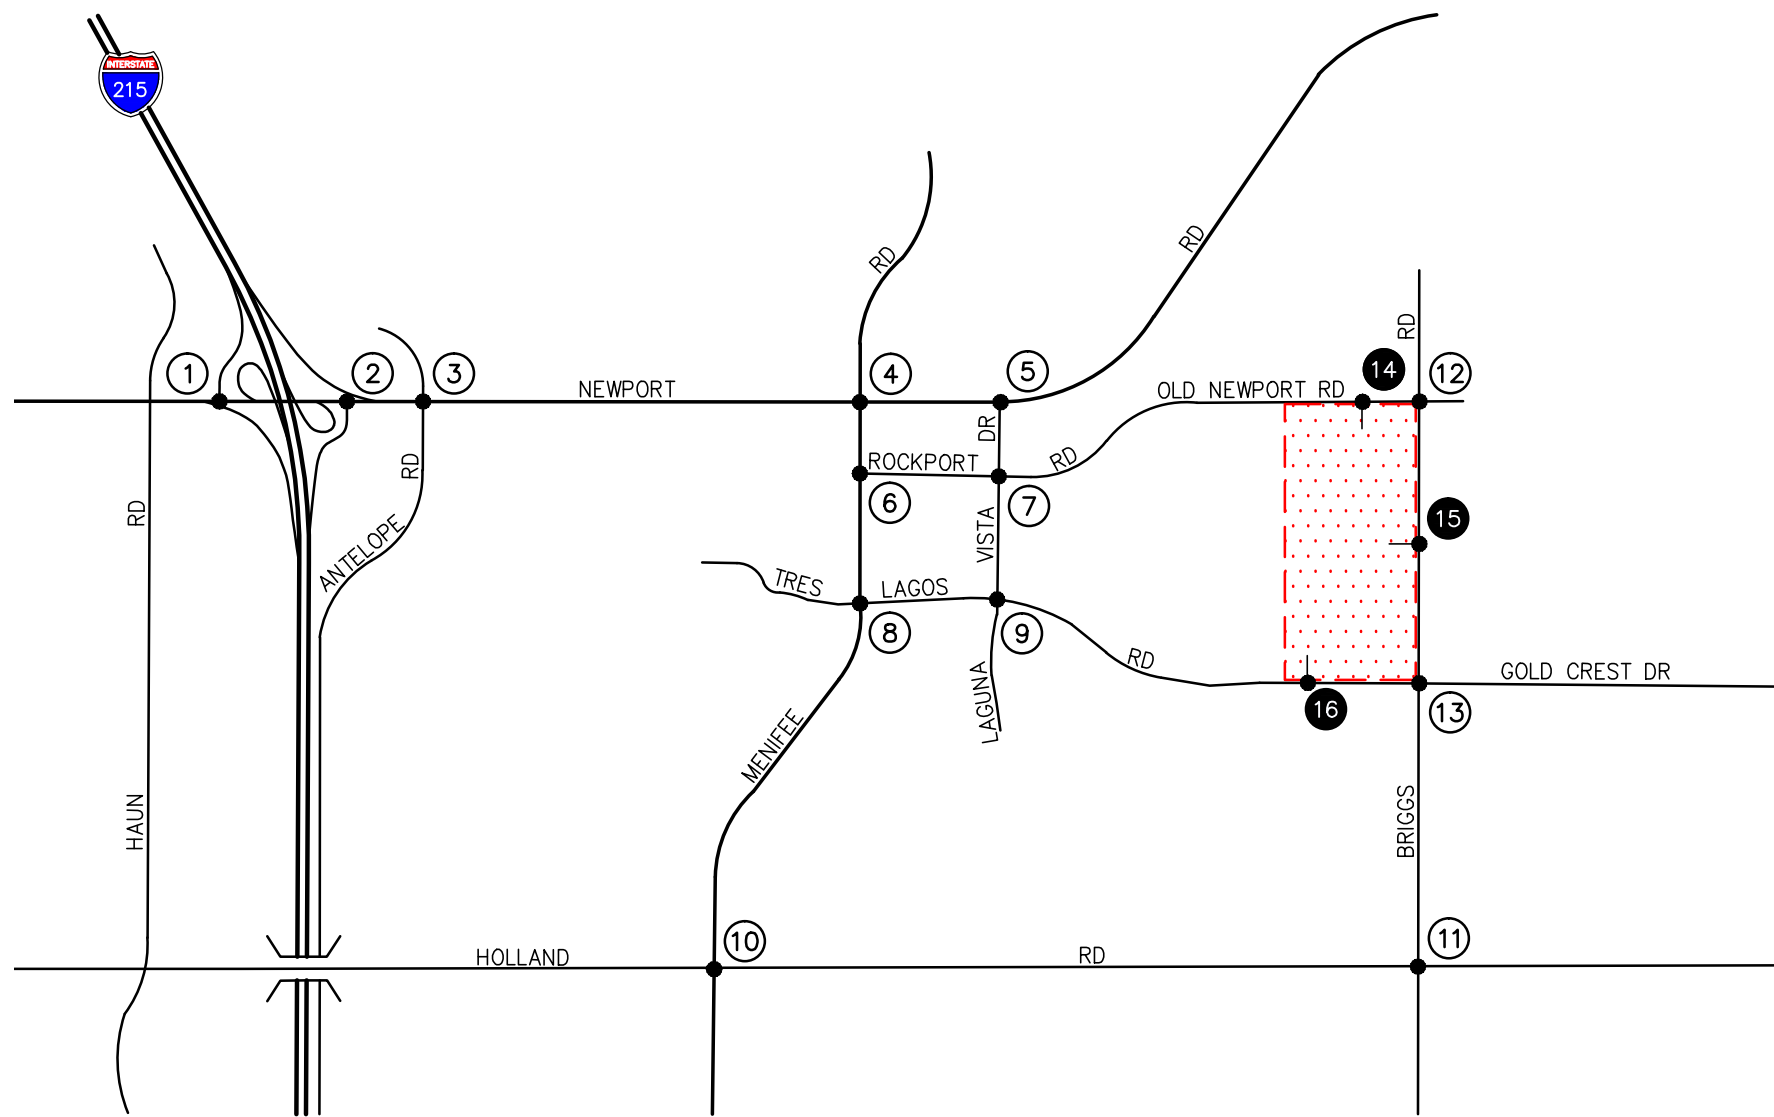 INTERSTATE
215
RD
RD
RD
1
2
3
NEWPORT
4
5
OLD NEWPORT RD
14
12
DR
RD
ROCKPORT
RD
6
7
15
RD
ANTELOPE
VISTA
TRES
LAGOS
8
9
RD
LAGUNA
GOLD CREST DR
16
13
MENIFEE
HAUN
BRIGGS
10
11
HOLLAND
RD